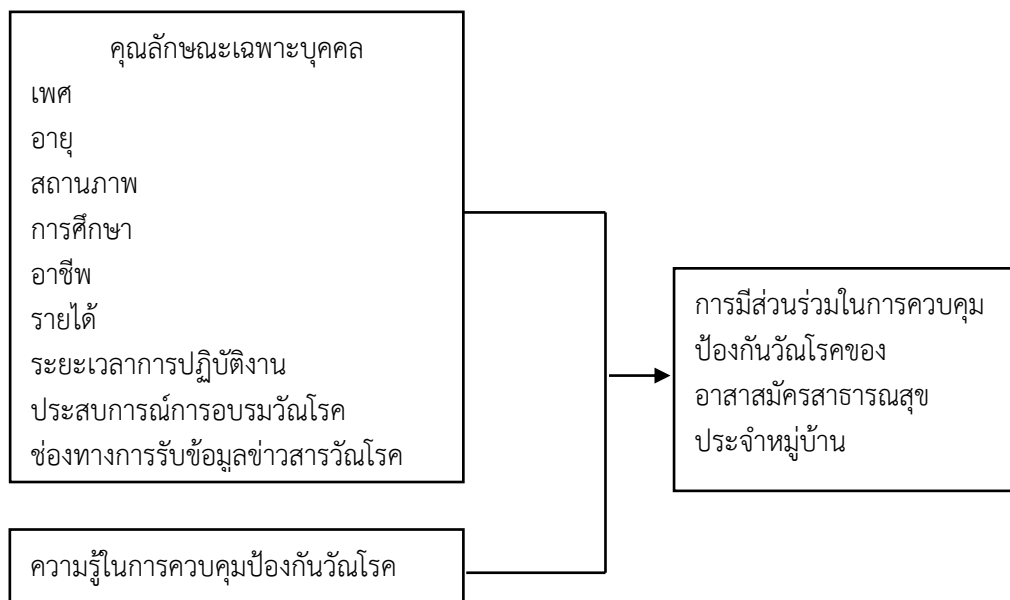 คุณลักษณะเฉพาะบุคคล
เพศ
อายุ
สถานภาพ
การศึกษา
อาชีพ
รายได้
ระยะเวลาการปฏิบัติงาน
ประสบการณ์การอบรมวัณโรค
ช่องทางการรับข้อมูลข่าวสารวัณโรค
ความรู้ในการควบคุมป้องกันวัณโรค
การมีส่วนร่วมในการควบคุม
ป้องกันวัณโรคของ
อาสาสมัครสาธารณสุข
ประจำหมู่บ้าน